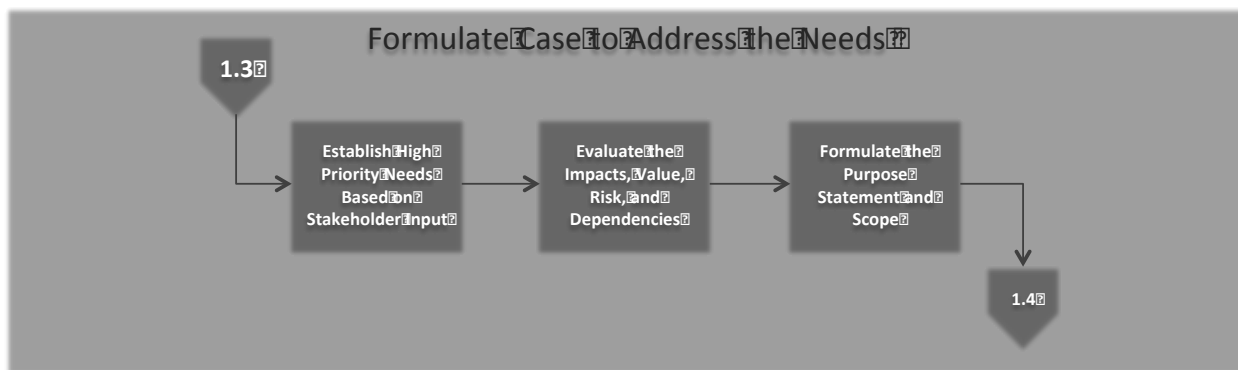 Formulate Case to Address the Needs
1.3
Establish High
Priority Needs
Based on
Stakeholder Input
Evaluate the
Impacts, Value,
Risk, and
Dependencies
Formulate the
Purpose
Statement and
Scope
1.4